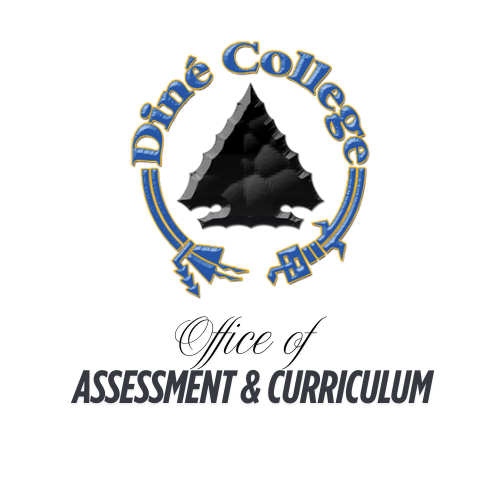 Diné College
Office of
ASSESSMENT & CURRICULUM